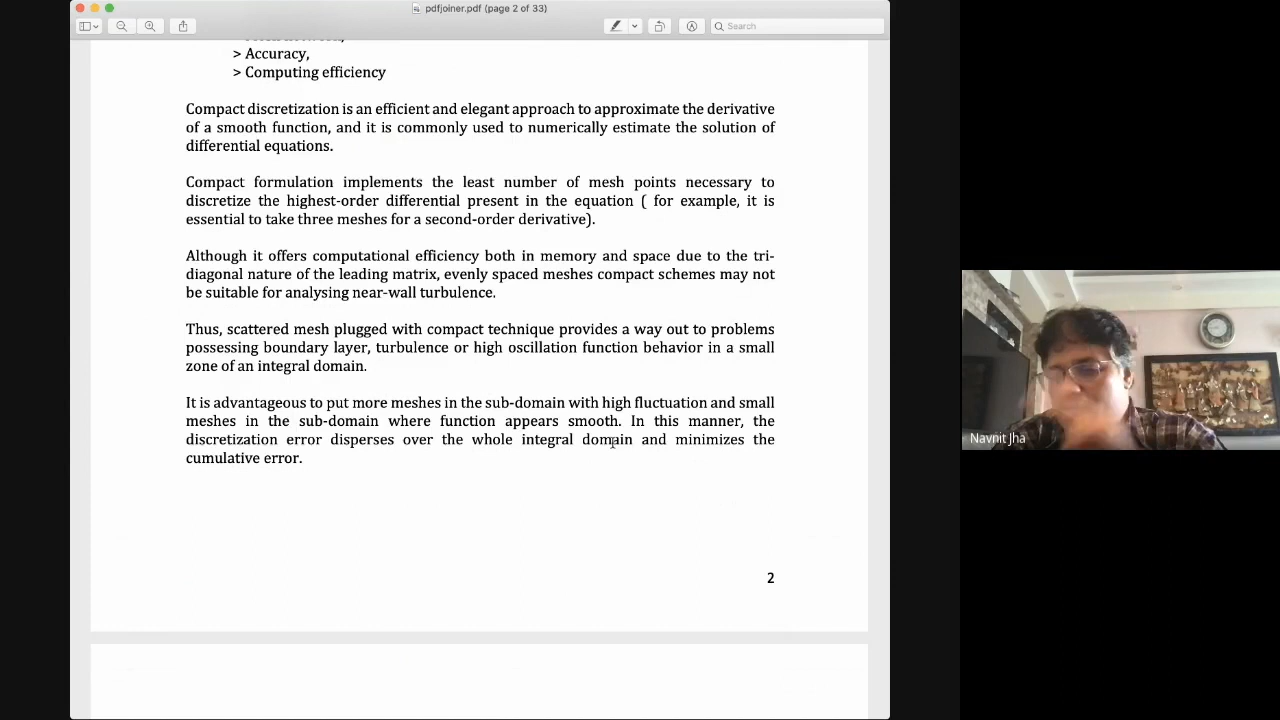 pdfjoiner.pdf (page 2 of 33)
Search
> Accuracy,
> Computing efficiency
Compact discretization is an efficient and elegant approach to approximate the derivative
of a smooth function, and it is commonly used to numerically estimate the solution of
differential equations.
Compact formulation implements the least number of mesh points necessary to
discretize the highest-order differential present in the equation ( for example, it is
essential to take three meshes for a second-order derivative).
Although it offers computational efficiency both in memory and space due to the tri-
diagonal nature of the leading matrix, evenly spaced meshes compact schemes may not
be suitable for analysing near-wall turbulence.
Thus, scattered mesh plugged with compact technique provides a way out to problems
possessing boundary layer, turbulence or high oscillation function behavior in a small
zone of an integral domain.
It is advantageous to put more meshes in the sub-domain with high fluctuation and small
meshes in the sub-domain where function appears smooth. In this manner, the
discretization error disperses over the whole integral domain and minimizes the
cumulative error.
2
Navnit Jha